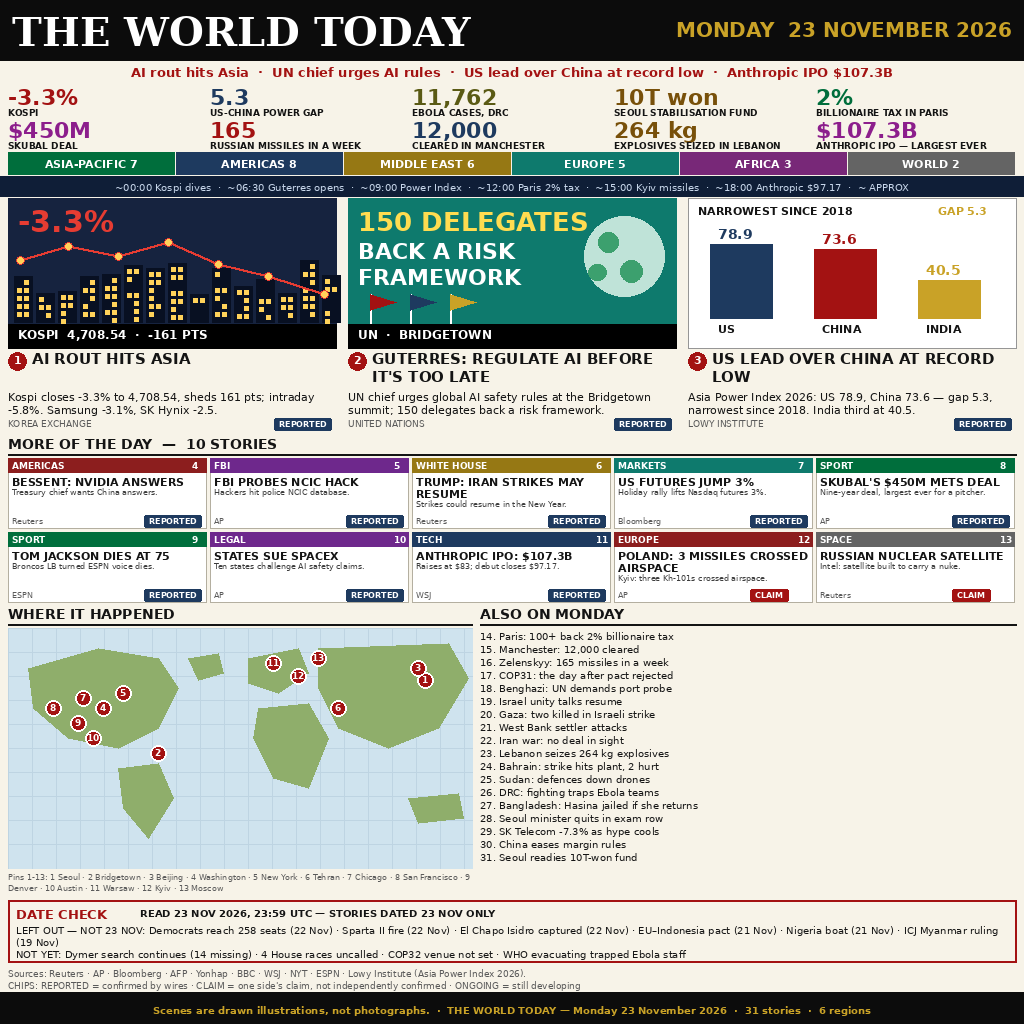 THE WORLD TODAY
MONDAY 23 NOVEMBER 2026
AI rout hits Asia · UN chief urges AI rules · US lead over China at record low · Anthropic IPO $107.3B
-3.3%
KOSPI
5.3
US-CHINA POWER GAP
11,762
EBOLA CASES, DRC
10T won
SEOUL STABILISATION FUND
2%
BILLIONAIRE TAX IN PARIS
$450M
SKUBAL DEAL
165
RUSSIAN MISSILES IN A WEEK
12,000
CLEARED IN MANCHESTER
264 kg
EXPLOSIVES SEIZED IN LEBANON
$107.3B
ANTHROPIC IPO — LARGEST EVER
ASIA-PACIFIC 7
AMERICAS 8
MIDDLE EAST 6
EUROPE 5
AFRICA 3
WORLD 2
~00:00 Kospi dives · ~06:30 Guterres opens · ~09:00 Power Index · ~12:00 Paris 2% tax · ~15:00 Kyiv missiles · ~18:00 Anthropic $97.17 · ~ APPROX
-3.3%
KOSPI 4,708.54 · -161 PTS
150 DELEGATES
BACK A RISK
FRAMEWORK
UN · BRIDGETOWN
NARROWEST SINCE 2018
GAP 5.3
78.9
73.6
40.5
US
CHINA
INDIA
1 AI ROUT HITS ASIA
Kospi closes -3.3% to 4,708.54, sheds 161 pts; intraday
-5.8%. Samsung -3.1%, SK Hynix -2.5.
KOREA EXCHANGE
REPORTED
2 GUTERRES: REGULATE AI BEFORE
IT'S TOO LATE
UN chief urges global AI safety rules at the Bridgetown
summit; 150 delegates back a risk framework.
UNITED NATIONS
REPORTED
3 US LEAD OVER CHINA AT RECORD
LOW
Asia Power Index 2026: US 78.9, China 73.6 — gap 5.3,
narrowest since 2018. India third at 40.5.
LOWY INSTITUTE
REPORTED
MORE OF THE DAY — 10 STORIES
AMERICAS 4
BESSENT: NVIDIA ANSWERS
Treasury chief wants China answers.
Reuters
REPORTED
FBI 5
FBI PROBES NCIC HACK
Hackers hit police NCIC database.
AP
REPORTED
WHITE HOUSE 6
TRUMP: IRAN STRIKES MAY
RESUME
Strikes could resume in the New Year.
Reuters
REPORTED
MARKETS 7
US FUTURES JUMP 3%
Holiday rally lifts Nasdaq futures 3%.
Bloomberg
REPORTED
SPORT 8
SKUBAL'S $450M METS DEAL
Nine-year deal, largest ever for a pitcher.
AP
REPORTED
SPORT 9
TOM JACKSON DIES AT 75
Broncos LB turned ESPN voice dies.
ESPN
REPORTED
LEGAL 10
STATES SUE SPACEX
Ten states challenge AI safety claims.
AP
REPORTED
TECH 11
ANTHROPIC IPO: $107.3B
Raises at $83; debut closes $97.17.
WSJ
REPORTED
EUROPE 12
POLAND: 3 MISSILES CROSSED
AIRSPACE
Kyiv: three Kh-101s crossed airspace.
AP
CLAIM
SPACE 13
RUSSIAN NUCLEAR SATELLITE
Intel: satellite built to carry a nuke.
Reuters
CLAIM
WHERE IT HAPPENED
13
11
3
12
1
5
7
8
4
6
9
10
2
Pins 1-13: 1 Seoul · 2 Bridgetown · 3 Beijing · 4 Washington · 5 New York · 6 Tehran · 7 Chicago · 8 San Francisco · 9
Denver · 10 Austin · 11 Warsaw · 12 Kyiv · 13 Moscow
ALSO ON MONDAY
14. Paris: 100+ back 2% billionaire tax
15. Manchester: 12,000 cleared
16. Zelenskyy: 165 missiles in a week
17. COP31: the day after pact rejected
18. Benghazi: UN demands port probe
19. Israel unity talks resume
20. Gaza: two killed in Israeli strike
21. West Bank settler attacks
22. Iran war: no deal in sight
23. Lebanon seizes 264 kg explosives
24. Bahrain: strike hits plant, 2 hurt
25. Sudan: defences down drones
26. DRC: fighting traps Ebola teams
27. Bangladesh: Hasina jailed if she returns
28. Seoul minister quits in exam row
29. SK Telecom -7.3% as hype cools
30. China eases margin rules
31. Seoul readies 10T-won fund
DATE CHECK
READ 23 NOV 2026, 23:59 UTC — STORIES DATED 23 NOV ONLY
LEFT OUT — NOT 23 NOV: Democrats reach 258 seats (22 Nov) · Sparta II fire (22 Nov) · El Chapo Isidro captured (22 Nov) · EU–Indonesia pact (21 Nov) · Nigeria boat (21 Nov) · ICJ Myanmar ruling
(19 Nov)
NOT YET: Dymer search continues (14 missing) · 4 House races uncalled · COP32 venue not set · WHO evacuating trapped Ebola staff
Sources: Reuters · AP · Bloomberg · AFP · Yonhap · BBC · WSJ · NYT · ESPN · Lowy Institute (Asia Power Index 2026).
CHIPS: REPORTED = confirmed by wires · CLAIM = one side's claim, not independently confirmed · ONGOING = still developing
Scenes are drawn illustrations, not photographs. · THE WORLD TODAY — Monday 23 November 2026 · 31 stories · 6 regions